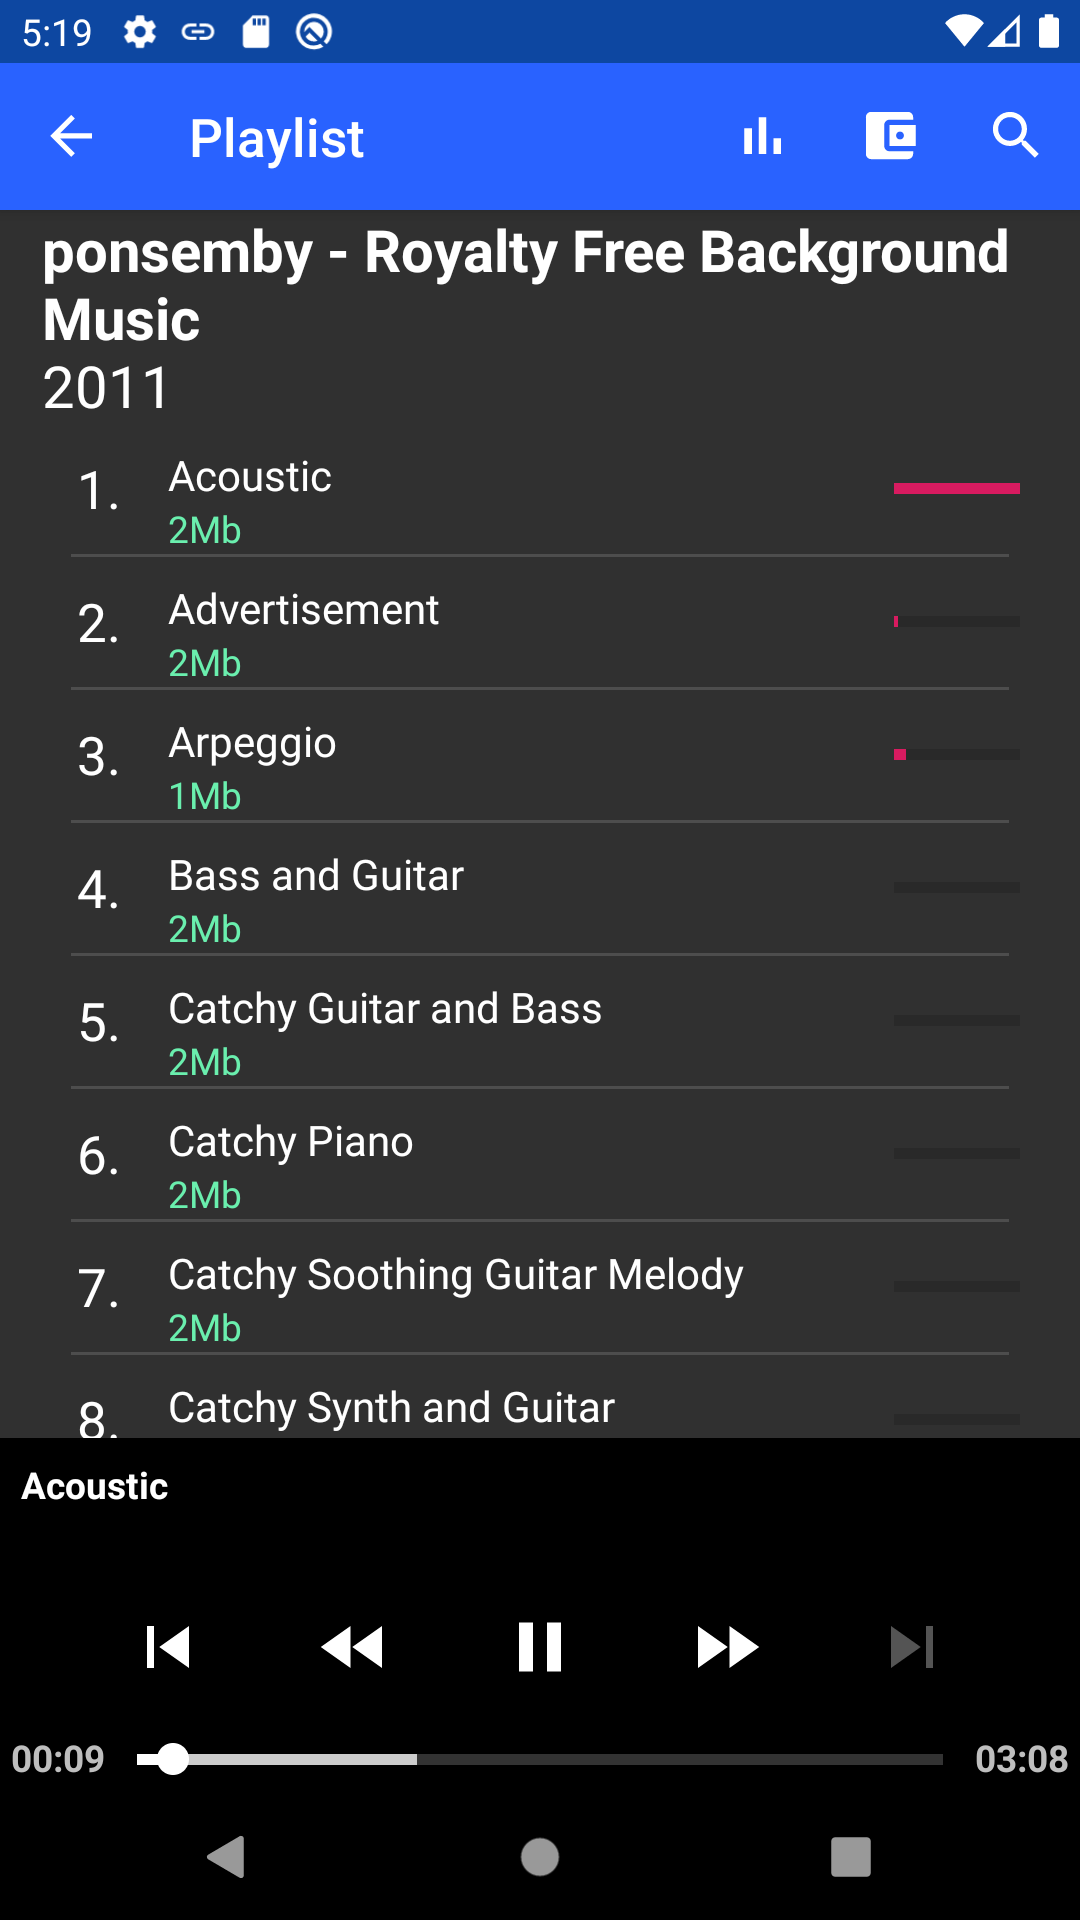 5:19
Playlist
ponsemby - Royalty Free Background
Music
2011
1.
Acoustic
2Mb
2.
Advertisement
2Mb
3.
Arpeggio
1Mb
4.
Bass and Guitar
2Mb
5.
Catchy Guitar and Bass
2Mb
6.
Catchy Piano
2Mb
7.
Catchy Soothing Guitar Melody
2Mb
8.
Catchy Synth and Guitar
Acoustic
00:09
03:08